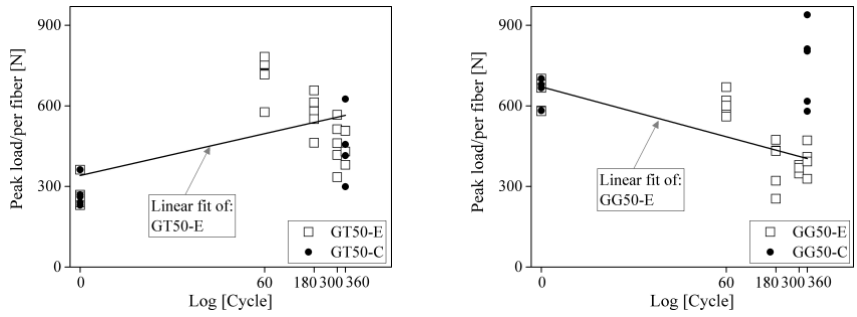 Peak load/per fiber [N]
900
600
300
0
Linear fit of:
GT50-E
GT50-E
GT50-C
0 60 180 300 360
Log [Cycle]
Peak load/per fiber [N]
900
600
300
0
Linear fit of:
GG50-E
GG50-E
GG50-C
0 60 180 300 360
Log [Cycle]